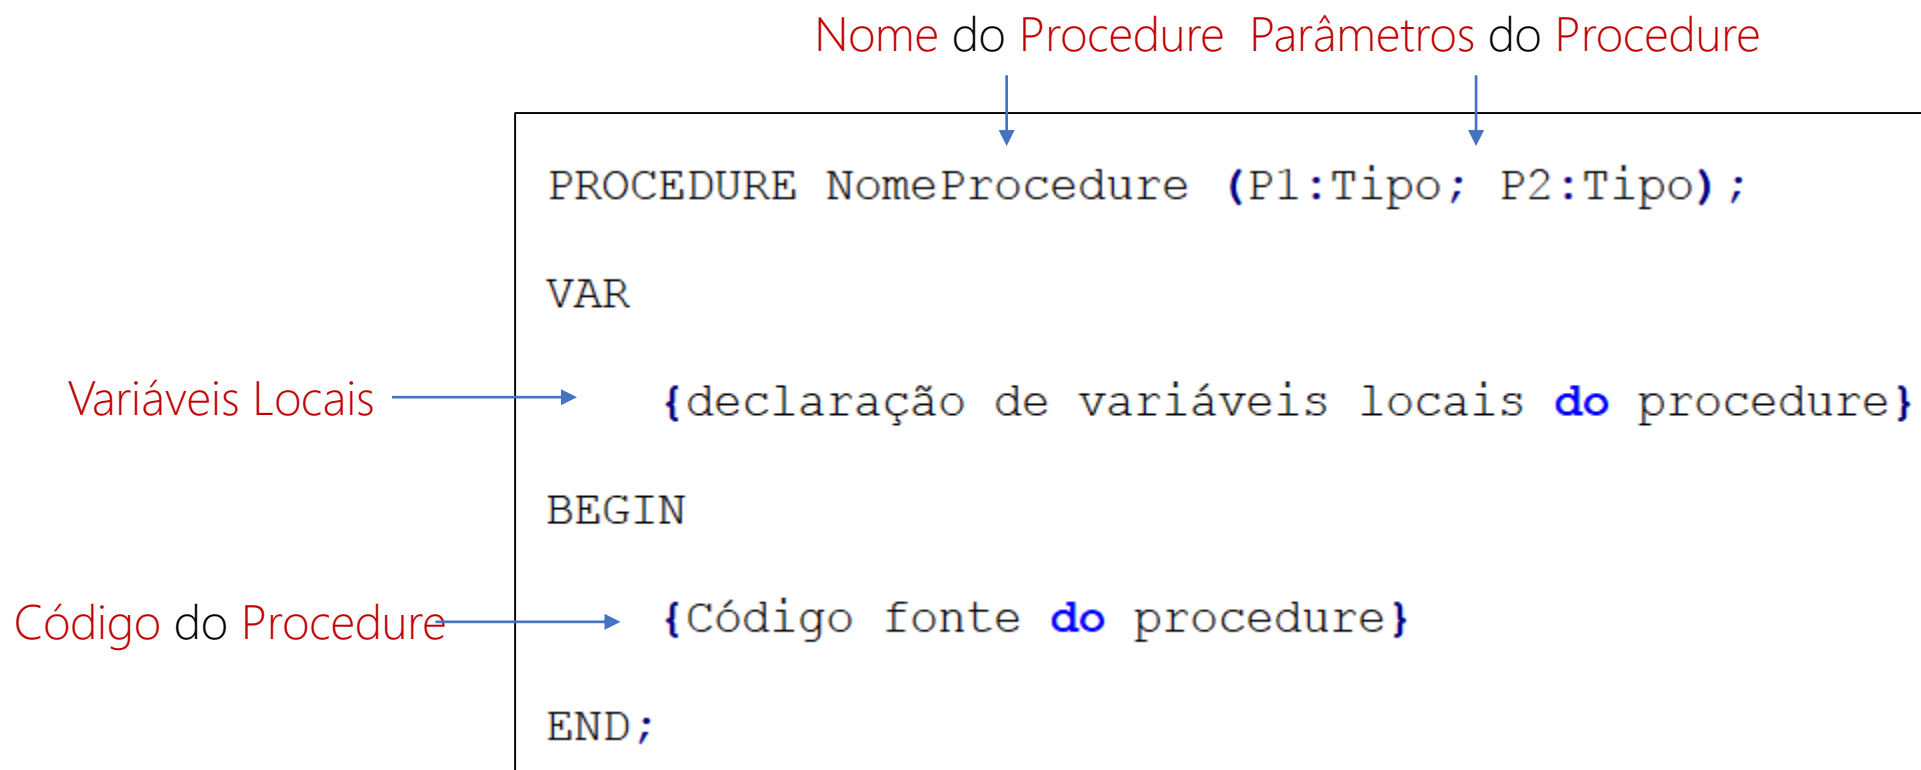 Nome do Procedure Parâmetros do Procedure
PROCEDURE NomeProcedure (P1:Tipo; P2:Tipo);
VAR
Variáveis Locais
{declaração de variáveis locais do procedure}
BEGIN
Código do Procedure
{Código fonte do procedure}
END;